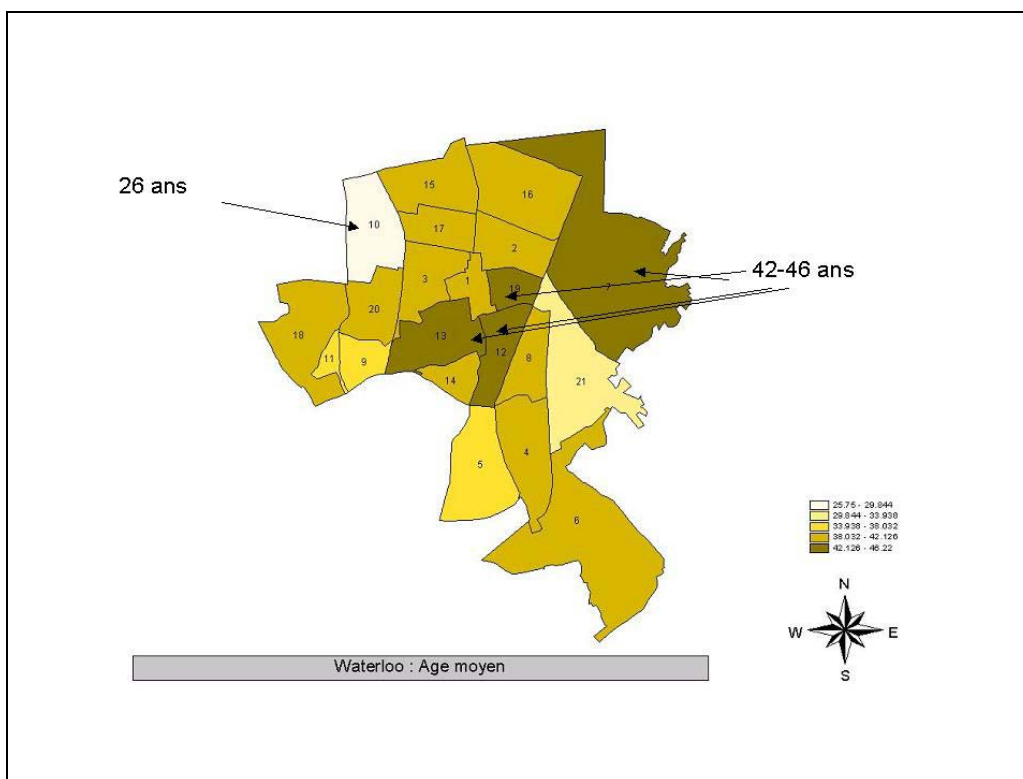 26 ans
15
16
10
17
2
42-46 ans
3
1
19
7
20
18
13
12
11
9
8
14
21
4
5
6
25.75 - 29.844
29.844 - 33.938
33.938 - 38.032
38.032 - 42.126
42.126 - 46.22
N
W
E
S
Waterloo : Age moyen